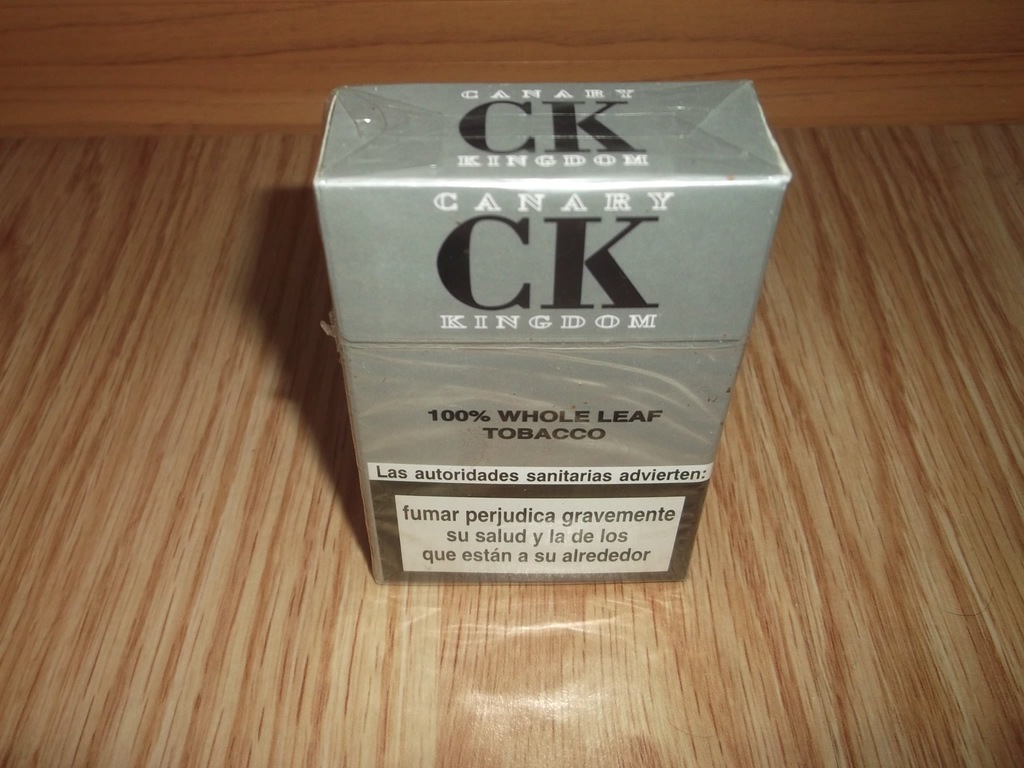 CANARY
CK
KINGDOM
CANARY
CK
KINGDOM
100% WHOLE LEAF
TOBACCO
Las autoridades sanitarias advierten:
fumar perjudica gravemente
su salud y la de los
que están a su alrededor